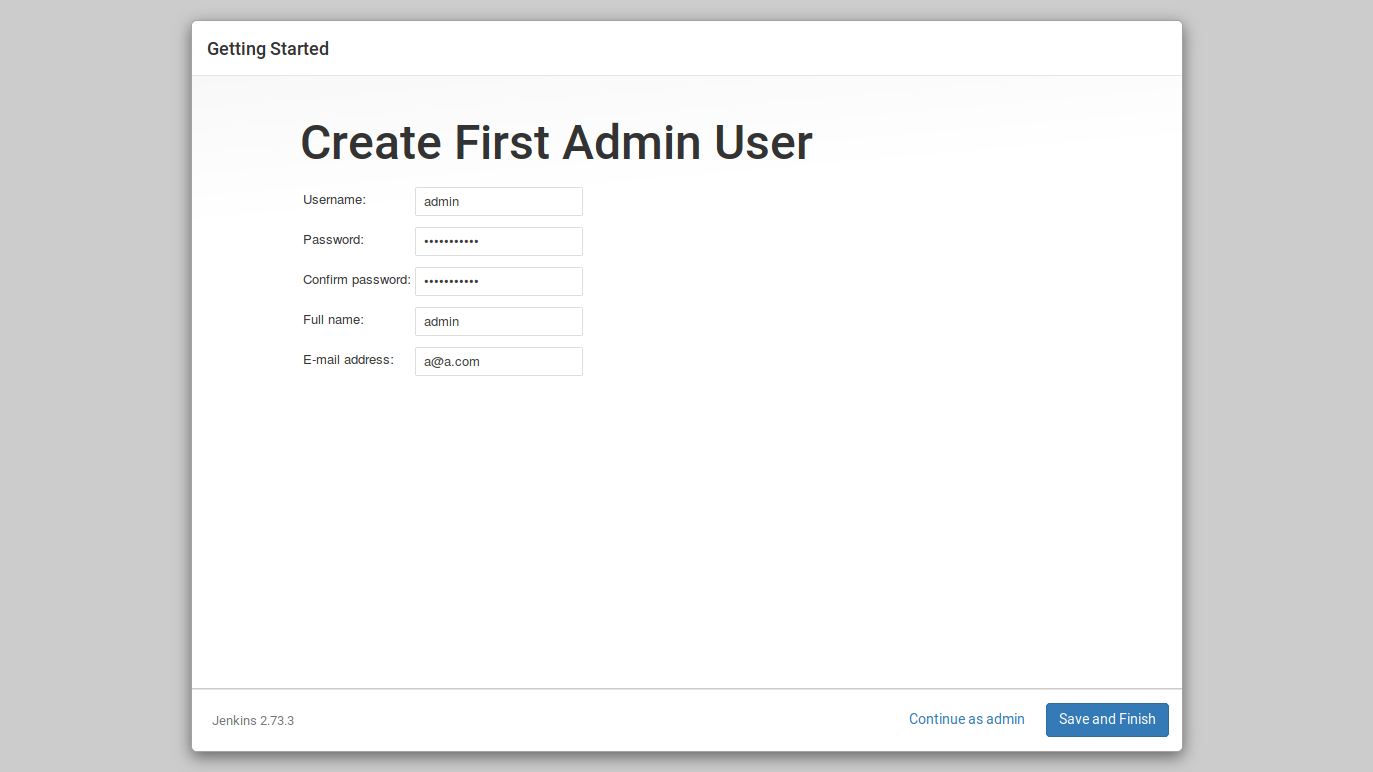 Getting Started
Create First Admin User
Username: admin
Password: •••••••••••
Confirm password: •••••••••••
Full name: admin
E-mail address: a@a.com
Jenkins 2.73.3 Continue as admin Save and Finish